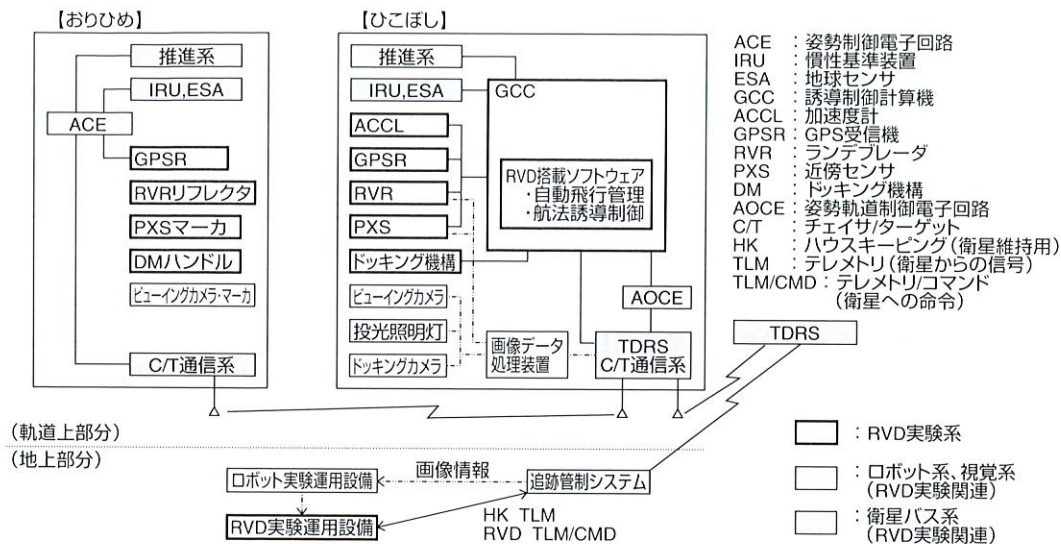 【おりひめ】
推進系
IRU,ESA
ACE
GPSR
RVRリフレクタ
PXSマーカ
DMハンドル
ビューイングカメラ・マーカ
C/T通信系
【ひこぼし】
推進系
IRU,ESA
ACCL
GPSR
RVR
PXS
ドッキング機構
ビューイングカメラ
投光照明灯
ドッキングカメラ
GCC
RVD搭載ソフトウェア
・自動飛行管理
・航法誘導制御
AOCE
画像データ
処理装置
TDRS
C/T通信系
ACE：姿勢制御電子回路
IRU：慣性基準装置
ESA：地球センサ
GCC：誘導制御計算機
ACCL：加速度計
GPSR：GPS受信機
RVR：ランデブレーダ
PXS：近傍センサ
DM：ドッキング機構
AOCE：姿勢軌道制御電子回路
C/T：チェイサ/ターゲット
HK：ハウスキーピング(衛星維持用)
TLM：テレメトリ(衛星からの信号)
TLM/CMD：テレメトリ/コマンド
(衛星への命令)
TDRS
(軌道上部分)
(地上部分)
ロボット実験運用設備
画像情報
追跡管制システム
RVD実験運用設備
HK TLM
RVD TLM/CMD
：RVD実験系
：ロボット系、視覚系
(RVD実験関連)
：衛星バス系
(RVD実験関連)